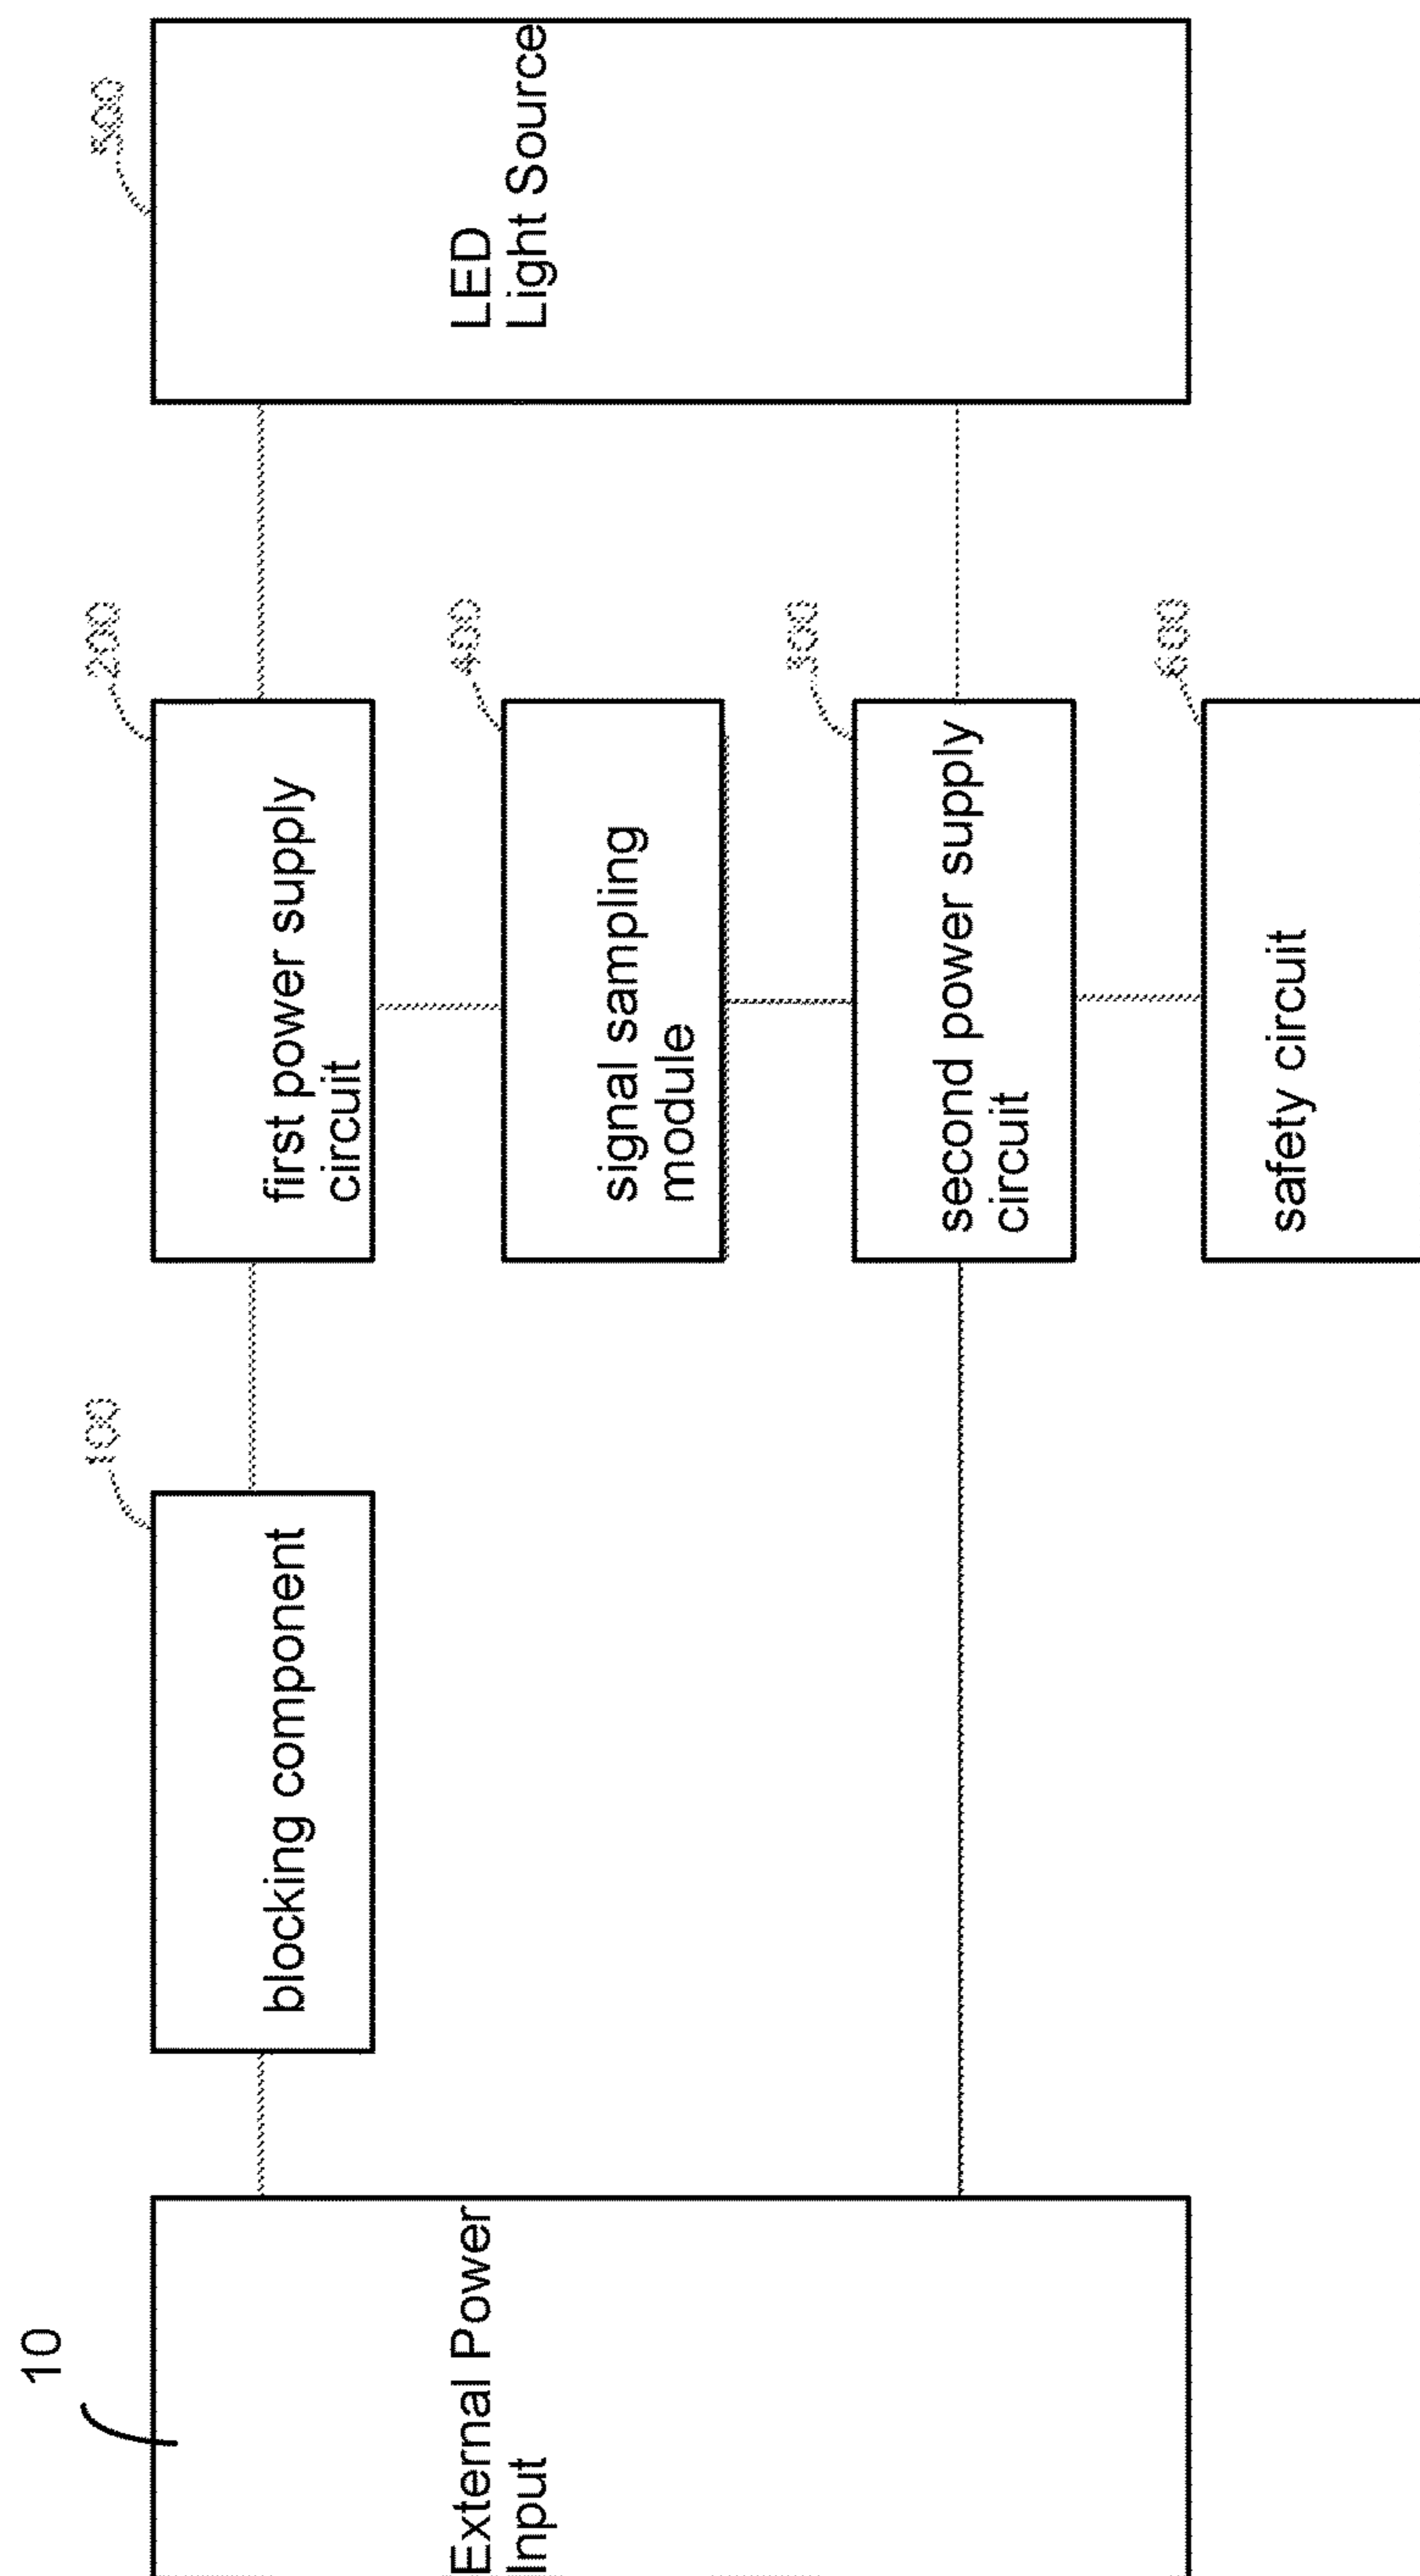 10
100
200
500
External Power
Input
blocking component
first power supply
circuit
LED
Light Source
400
signal sampling
module
300
second power supply
circuit
600
safety circuit